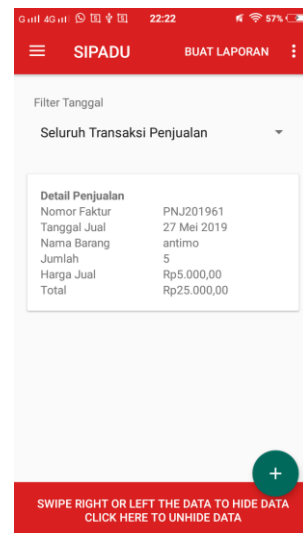 G 4G 22:22 57%
SIPADU BUAT LAPORAN
Filter Tanggal
Seluruh Transaksi Penjualan
Detail Penjualan
Nomor Faktur PNJ201961
Tanggal Jual 27 Mei 2019
Nama Barang antimo
Jumlah 5
Harga Jual Rp5.000,00
Total Rp25.000,00
+
SWIPE RIGHT OR LEFT THE DATA TO HIDE DATA
CLICK HERE TO UNHIDE DATA